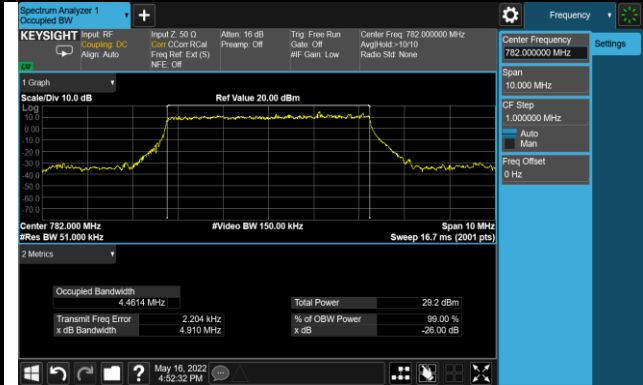 Spectrum Analyzer 1
Occupied BW
Frequency
KEYSIGHT
Input: RF
Coupling: DC
Align: Auto
Input Z: 50 Ω
Corr CCorr RCal
Freq Ref: Ext (S)
NFE: Off
Atten: 16 dB
Preamp: Off
Trig: Free Run
Gate: Off
#IF Gain: Low
Center Freq: 782.000000 MHz
Avg|Hold:>10/10
Radio Std: None
Center Frequency
782.000000 MHz
Settings
Span
10.000 MHz
CF Step
1.000000 MHz
Auto
Man
Freq Offset
0 Hz
1 Graph
Scale/Div 10.0 dB
Ref Value 20.00 dBm
Log
10.0
0.00
-10.0
-20.0
-30.0
-40.0
-50.0
-60.0
-70.0
Center 782.000 MHz
#Video BW 150.00 kHz
Span 10 MHz
#Res BW 51.000 kHz
Sweep 16.7 ms (2001 pts)
2 Metrics
Occupied Bandwidth
4.4614 MHz
Total Power
29.2 dBm
Transmit Freq Error
2.204 kHz
% of OBW Power
99.00 %
x dB Bandwidth
4.910 MHz
x dB
-26.00 dB
May 16, 2022
4:52:32 PM